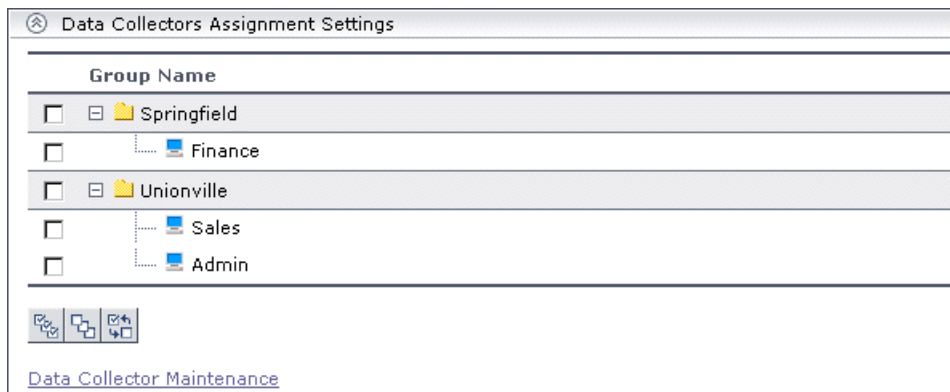 Data Collectors Assignment Settings
Group Name
Springfield
Finance
Unionville
Sales
Admin
Data Collector Maintenance